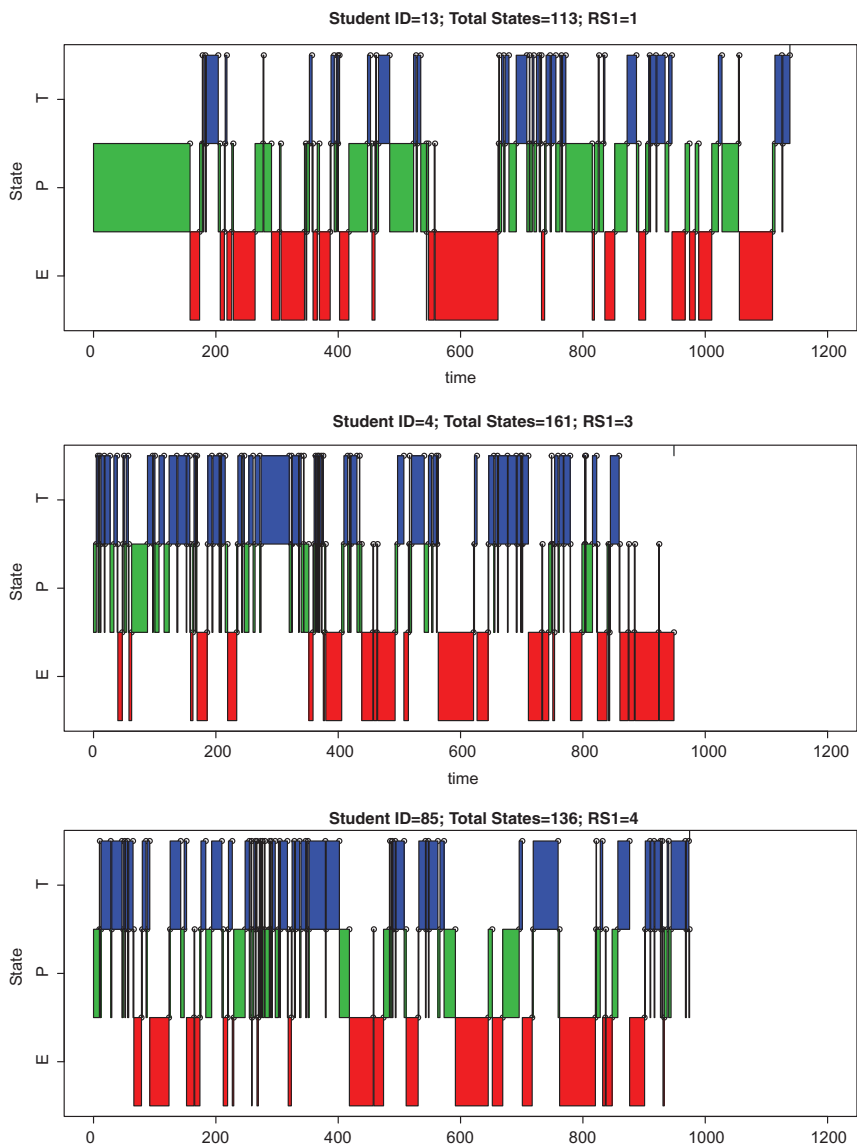 Student ID=13; Total States=113; RS1=1
T
P
E
State
0 200 400 600 800 1000 1200
time
Student ID=4; Total States=161; RS1=3
T
P
E
State
0 200 400 600 800 1000 1200
time
Student ID=85; Total States=136; RS1=4
T
P
E
State
0 200 400 600 800 1000 1200